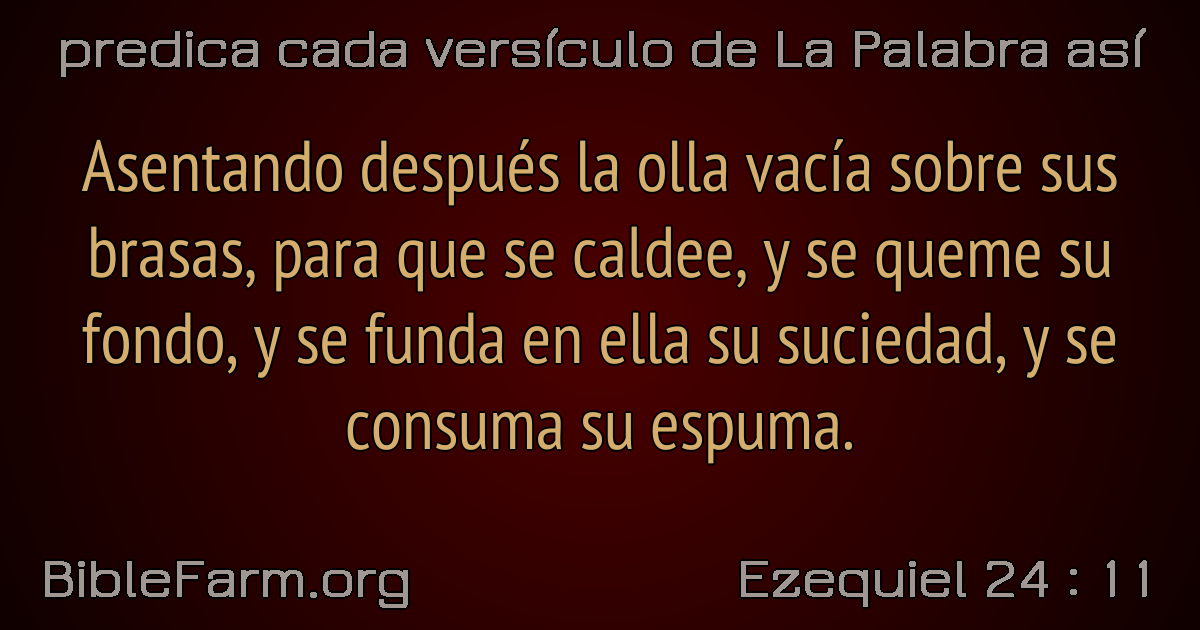 predica cada versículo de La Palabra así
Asentando después la olla vacía sobre sus
brasas, para que se caldee, y se queme su
fondo, y se funda en ella su suciedad, y se
consuma su espuma.
BibleFarm.org
Ezequiel 24 : 11